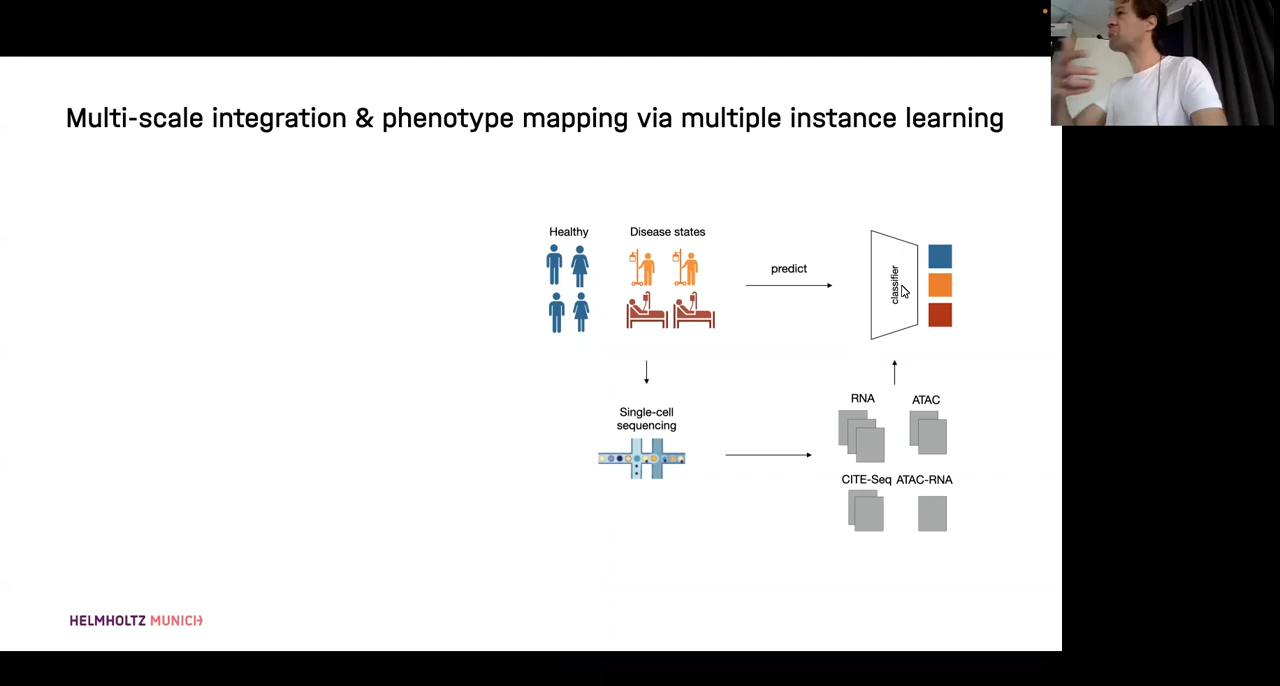 Multi-scale integration & phenotype mapping via multiple instance learning
Healthy
Disease states
predict
classifier
Single-cell
sequencing
RNA
ATAC
CITE-Seq
ATAC-RNA
HELMHOLTZ MUNICH